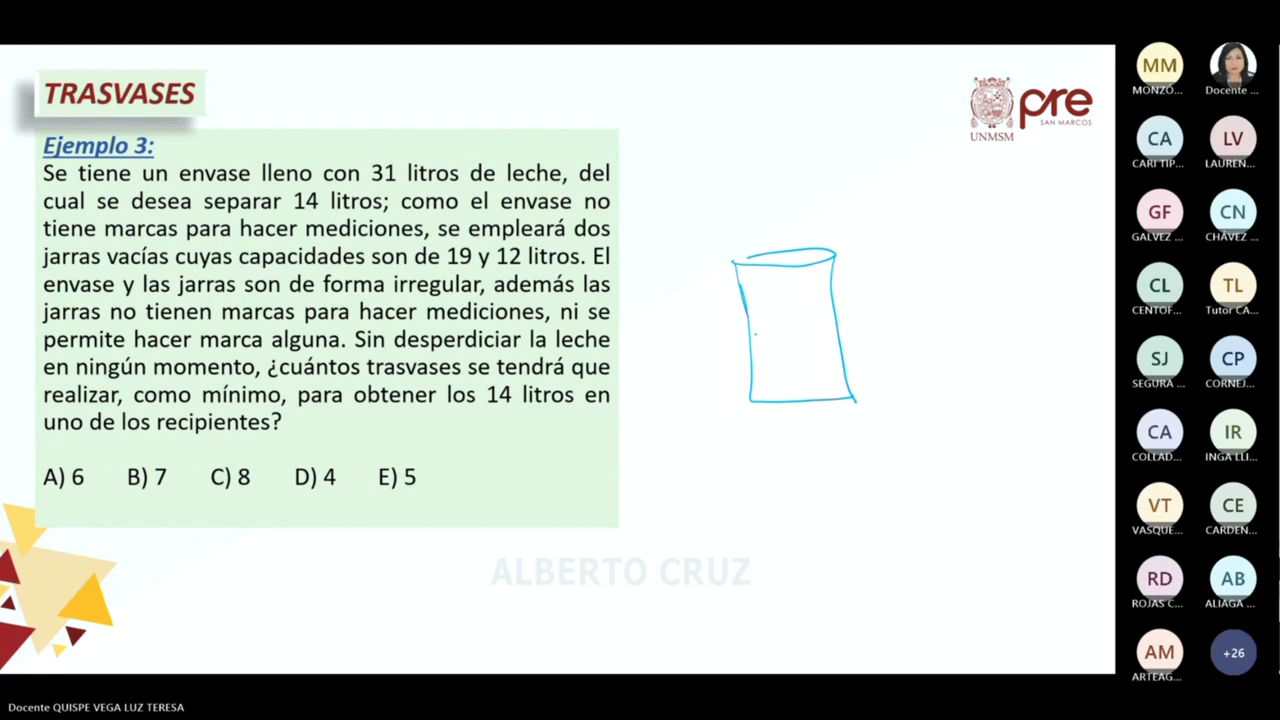 TRASVASES
Ejemplo 3:
Se tiene un envase lleno con 31 litros de leche, del
cual se desea separar 14 litros; como el envase no
tiene marcas para hacer mediciones, se empleará dos
jarras vacías cuyas capacidades son de 19 y 12 litros. El
envase y las jarras son de forma irregular, además las
jarras no tienen marcas para hacer mediciones, ni se
permite hacer marca alguna. Sin desperdiciar la leche
en ningún momento, ¿cuántos trasvases se tendrá que
realizar, como mínimo, para obtener los 14 litros en
uno de los recipientes?
A) 6 B) 7 C) 8 D) 4 E) 5
UNMSM
pre
SAN MARCOS
ALBERTO CRUZ
MM
MONZÓ...
Docente ...
CA
CARI TIP...
LV
LAUREN...
GF
GALVEZ ...
CN
CHÁVEZ ...
CL
CENTOF...
TL
Tutor CA...
SJ
SEGURA ...
CP
CORNEJ...
CA
COLLAD...
IR
INGA LLI...
VT
VASQUE...
CE
CARDEN...
RD
ROJAS C...
AB
ALIAGA ...
AM
ARTEAG...
+26
Docente QUISPE VEGA LUZ TERESA